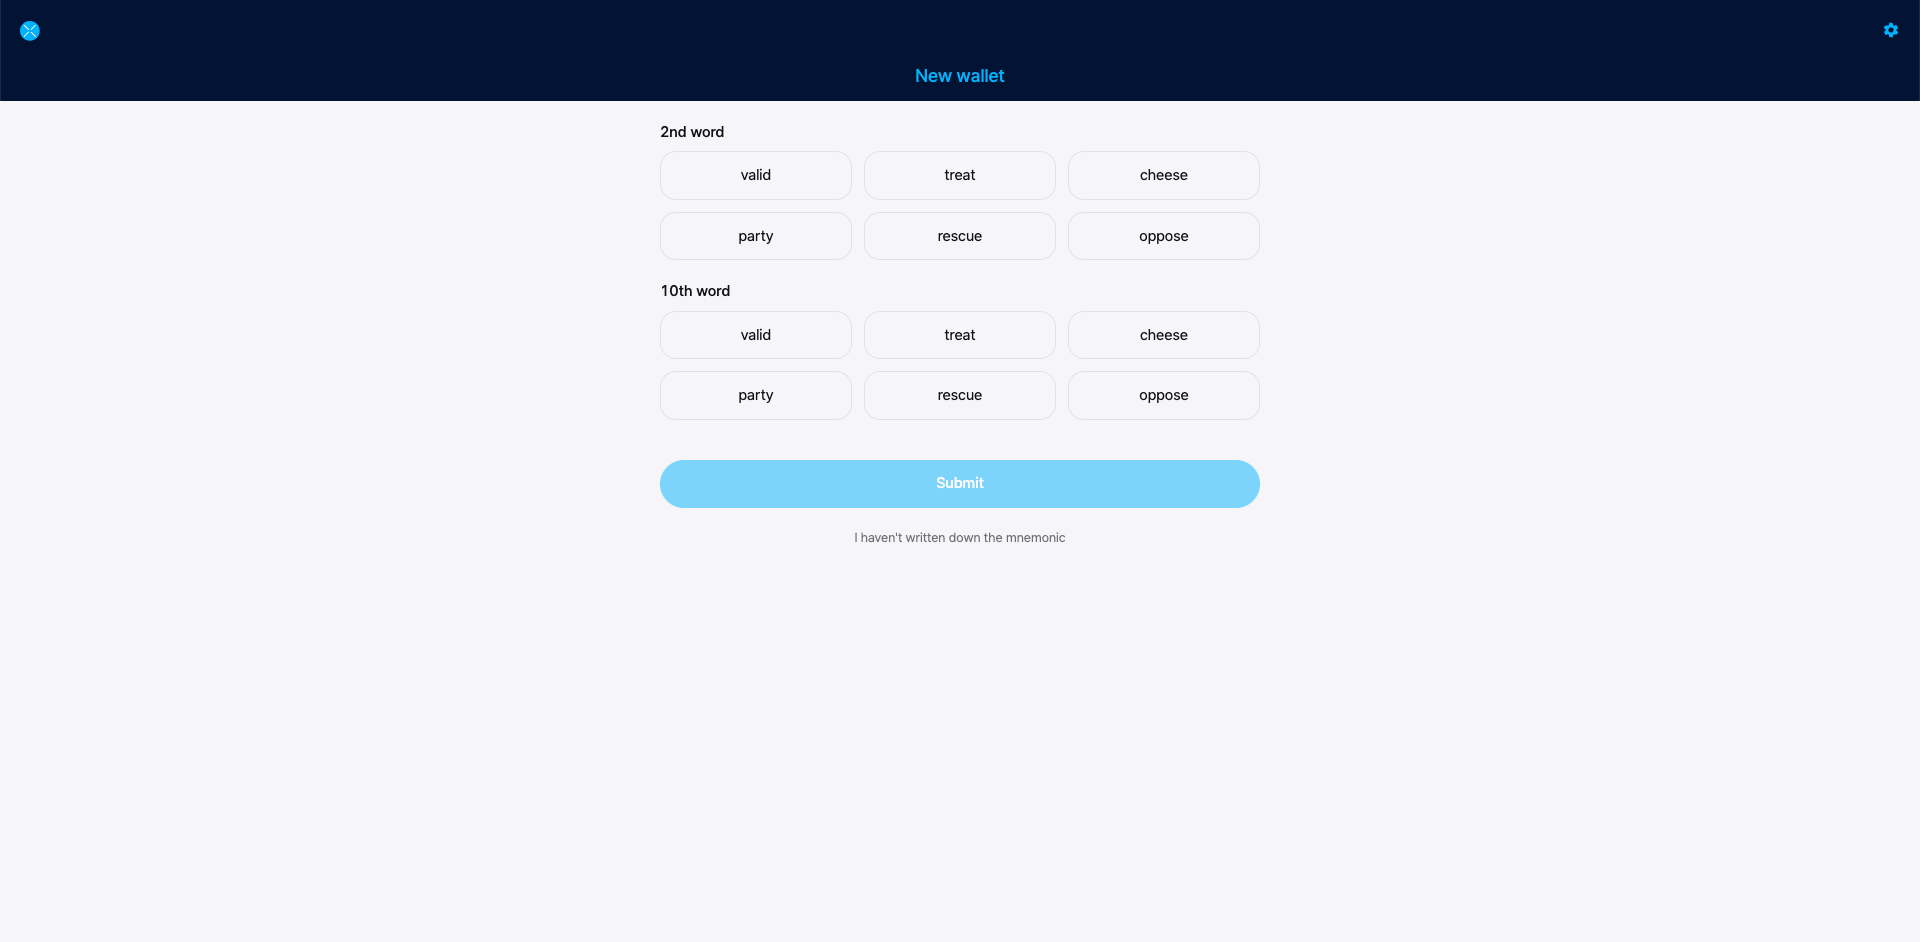 New wallet
2nd word
valid treat cheese
party rescue oppose
10th word
valid treat cheese
party rescue oppose
Submit
I haven't written down the mnemonic